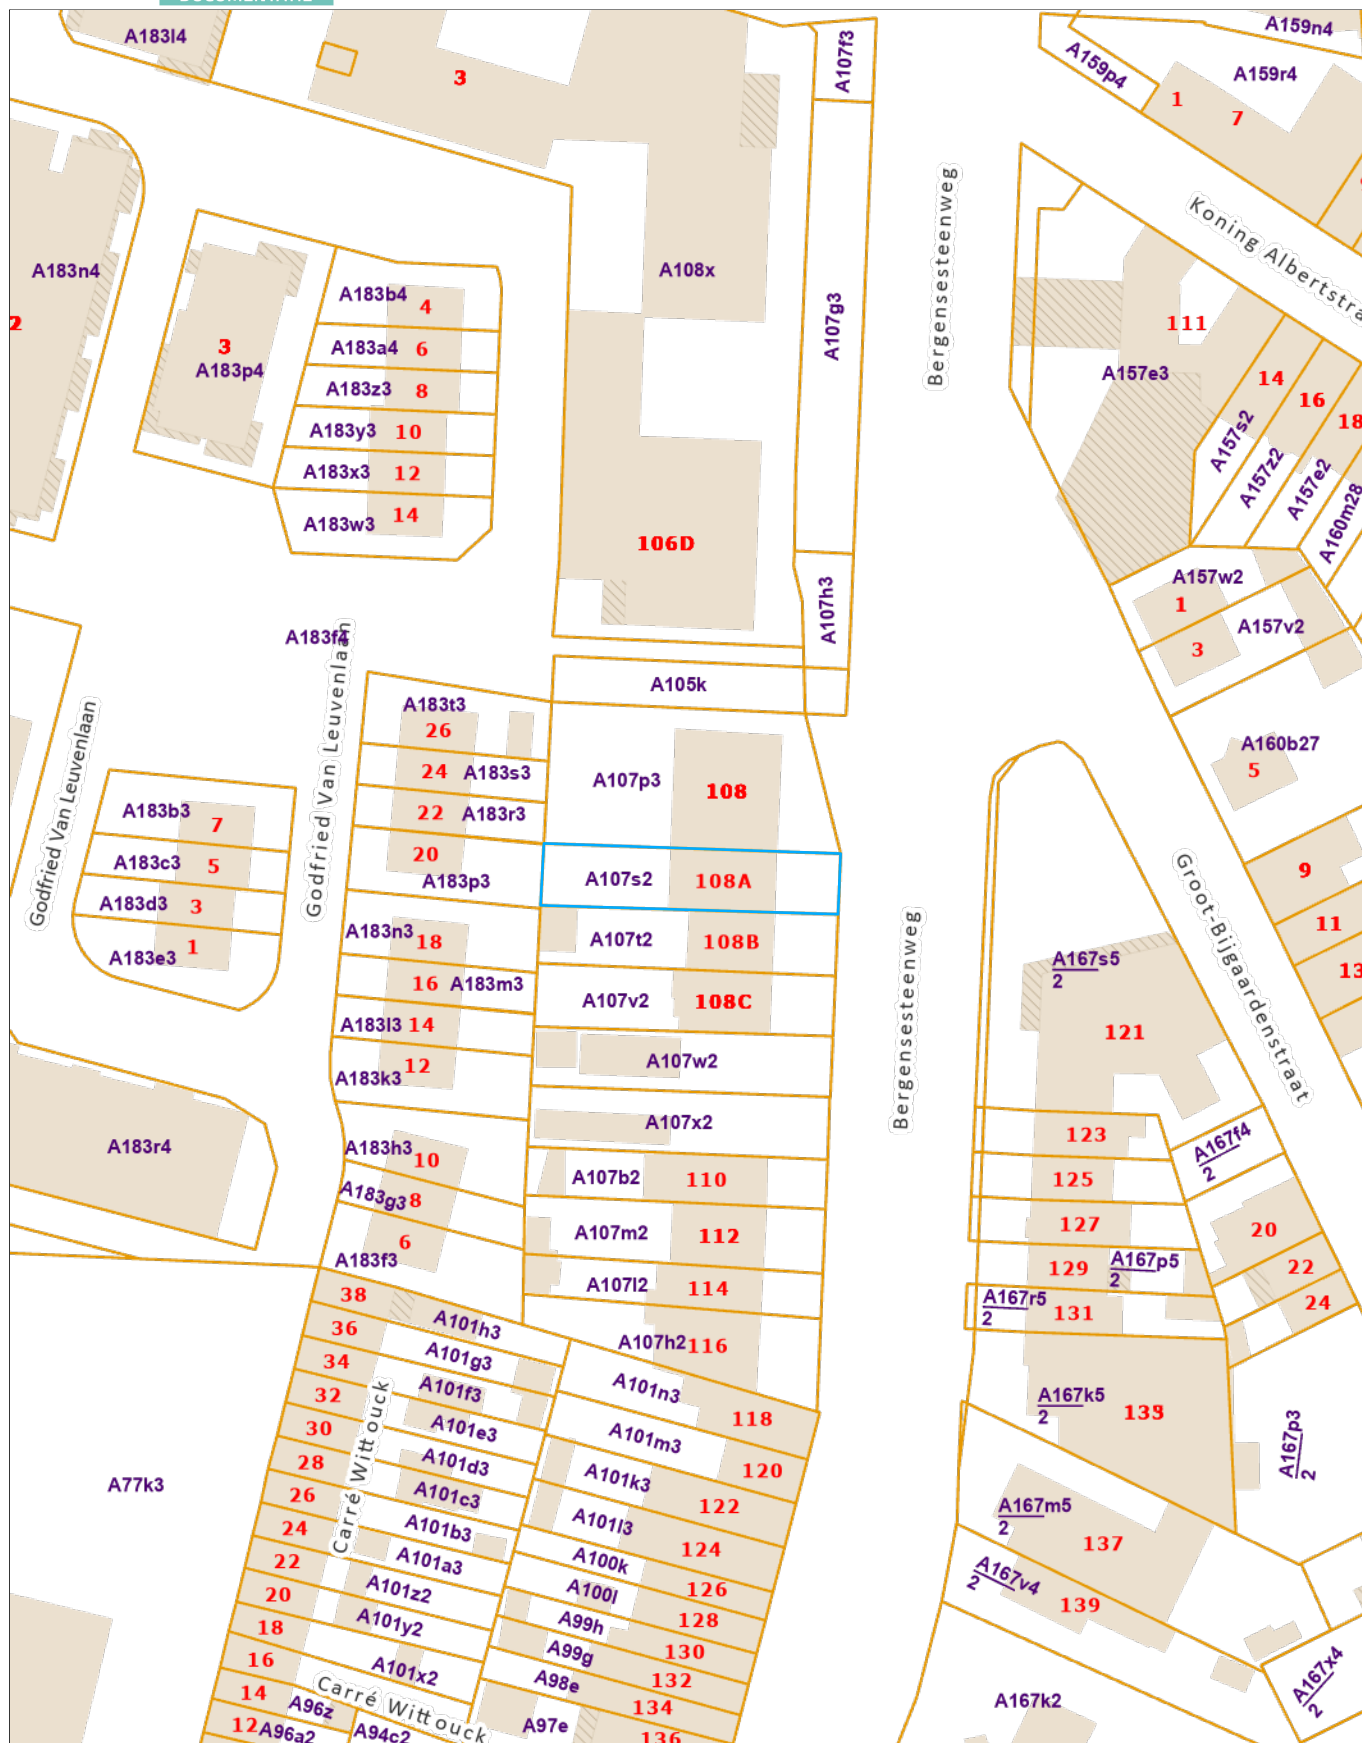 A183l4
3
A107f3
A159n4
A159p4
A159r4
1
7
Koning Albertstra
Bergensesteenweg
A183n4
2
3
A183p4
A183b4
4
A183a4
6
A183z3
8
A183y3
10
A183x3
12
A183w3
14
A108x
A107g3
106D
A107h3
111
A157e3
14
16
18
A157s2
A157z2
A157e2
A160m28
A157w2
1
A157v2
3
A183f4
Godfried Van Leuvenlaan
Godfried Van Leuvenlaan
A105k
A183t3
26
24
A183s3
22
A183r3
20
A183p3
A107p3
108
A160b27
5
A183b3
7
A183c3
5
A183d3
3
A183e3
1
A107s2
108A
Groot-Bijgaardenstraat
9
11
13
A183n3
18
16
A183m3
A183l3
14
A183k3
12
A107t2
108B
A107v2
108C
Bergensesteenweg
A167s5
2
121
A107w2
A107x2
A183r4
A183h3
10
A183g3
8
6
A183f3
A107b2
110
A107m2
112
A107l2
114
A107h2
116
123
125
127
129
A167p5
2
A167r5
2
131
A167f4
2
20
22
24
38
36
34
32
30
28
26
24
22
20
18
16
14
12
A101h3
A101g3
A101f3
A101e3
A101d3
A101c3
A101b3
A101a3
A101z2
A101y2
A101x2
Carré Wittouck
Carré Wittouck
A96z
A96a2
A94c2
A77k3
A101n3
118
A101m3
120
A101k3
122
A101l3
124
A100k
126
A100l
128
A99h
130
A99g
132
A98e
134
A97e
136
A167k5
2
A167p3
2
A167m5
2
137
A167v4
2
139
A167k2
A167x4
2